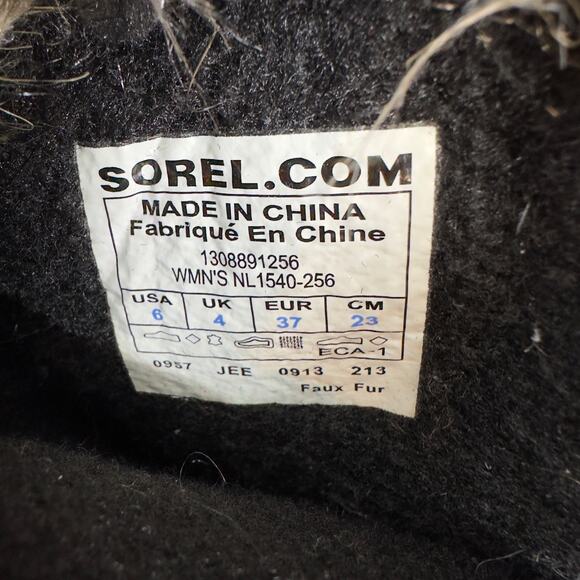 SOREL.COM
MADE IN CHINA
Fabriqué En Chine
1308891256
WMN'S NL1540-256
USA UK EUR CM
6 4 37 23
ECA-1
0957 JEE 0913 213
Faux Fur